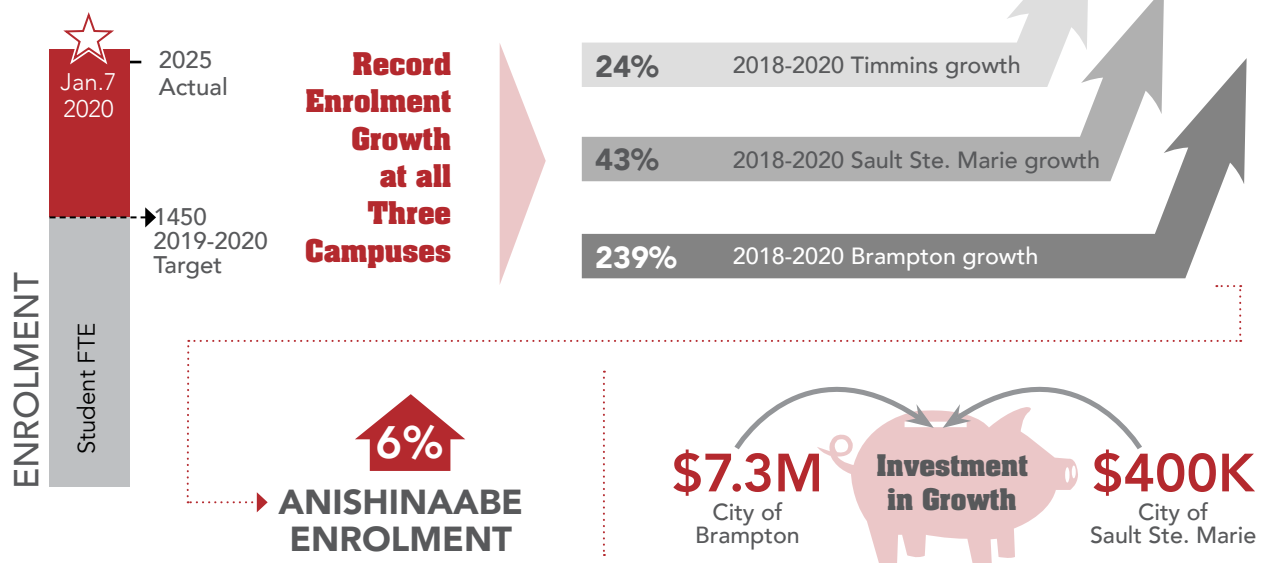 ENROLMENT
Jan.7
2020
Student FTE
2025
Actual
1450
2019-2020
Target
Record
Enrolment
Growth
at all
Three
Campuses
24% 2018-2020 Timmins growth
43% 2018-2020 Sault Ste. Marie growth
239% 2018-2020 Brampton growth
6%
ANISHINAABE
ENROLMENT
$7.3M
City of
Brampton
Investment
in Growth
$400K
City of
Sault Ste. Marie